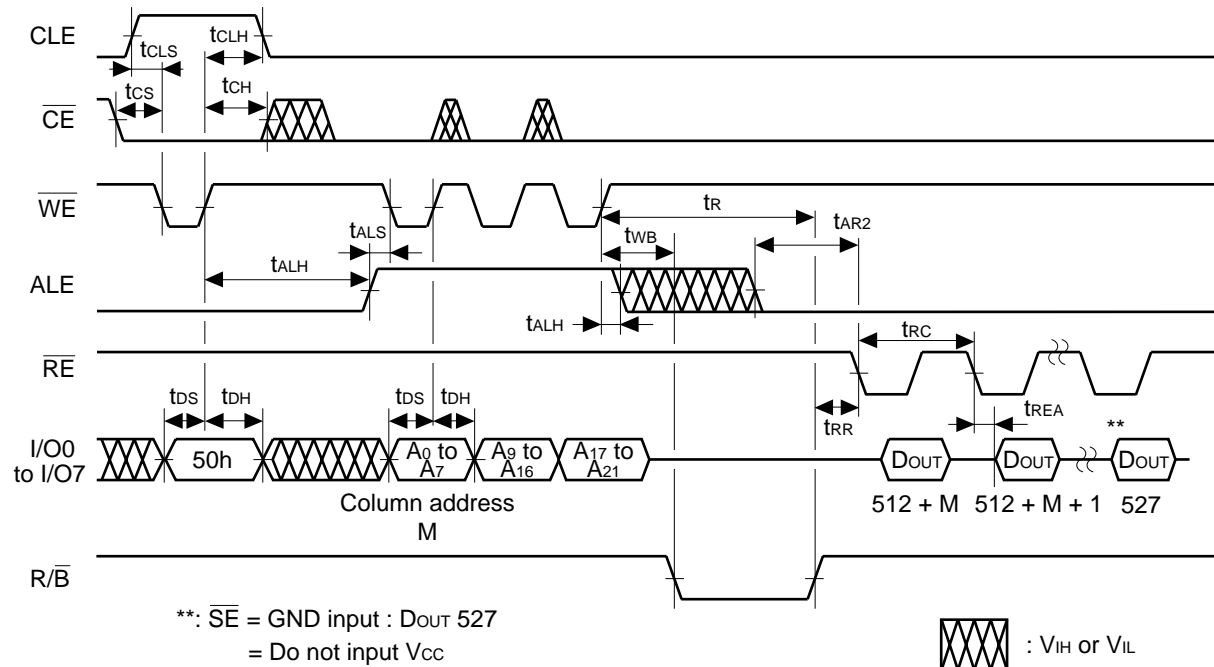 CLE
tCLS
tCLH
tCS
tCH
CE
WE
tALS
tR
tWB
tAR2
tALH
ALE
tALH
tRC
RE
tDS
tDH
tDS
tDH
tRR
tREA
**
I/O0
to I/O7
50h
A0 to
A7
A9 to
A16
A17 to
A21
DOUT
DOUT
DOUT
Column address
M
512 + M
512 + M + 1
527
R/B
**: SE = GND input : DOUT 527
= Do not input VCC
: VIH or VIL